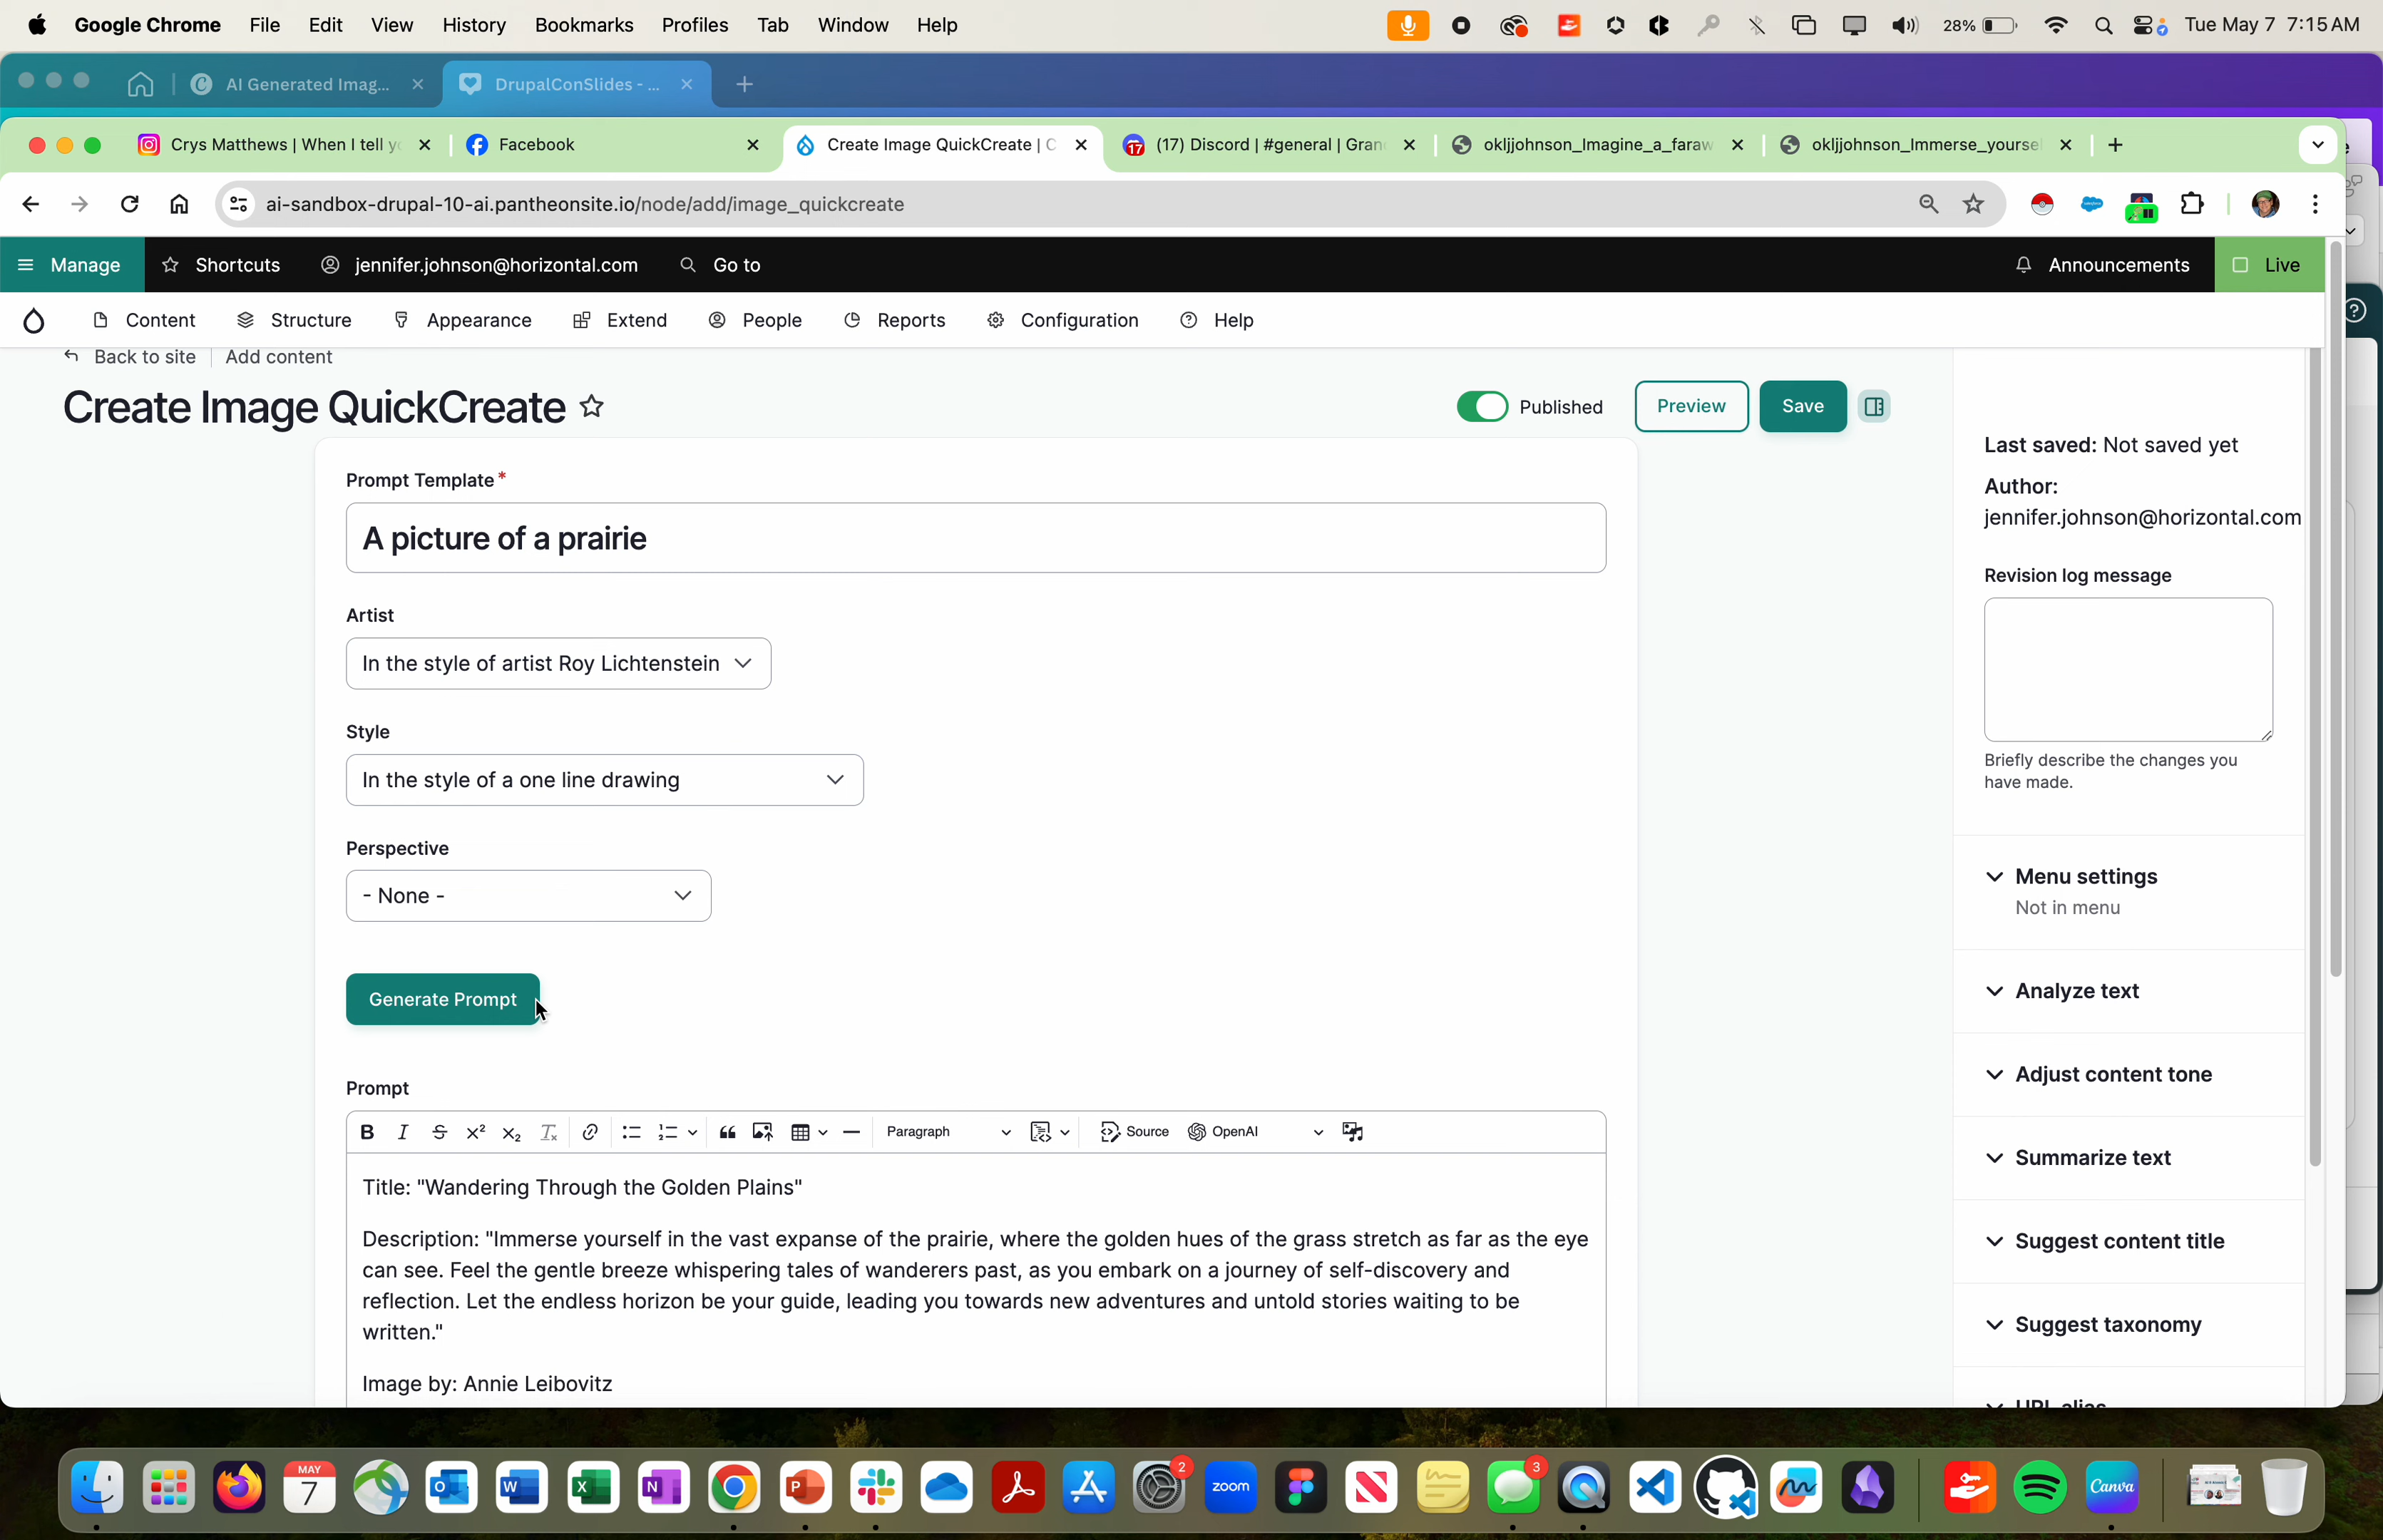 Google Chrome File Edit View History Bookmarks Profiles Tab Window Help 28% Tue May 7 7:15 AM
AI Generated Imag... DrupalConSlides - ...
Crys Matthews | When I tell yo Facebook Create Image QuickCreate | C (17) Discord | #general | Gran okljjohnson_Imagine_a_faraw okljjohnson_Immerse_yoursel
ai-sandbox-drupal-10-ai.pantheonsite.io/node/add/image_quickcreate
Manage Shortcuts jennifer.johnson@horizontal.com Go to Announcements Live
Content Structure Appearance Extend People Reports Configuration Help
Back to site Add content
Create Image QuickCreate Published Preview Save
Prompt Template*
A picture of a prairie
Artist
In the style of artist Roy Lichtenstein
Style
In the style of a one line drawing
Perspective
- None -
Generate Prompt
Prompt
Paragraph Source OpenAI
Title: "Wandering Through the Golden Plains"
Description: "Immerse yourself in the vast expanse of the prairie, where the golden hues of the grass stretch as far as the eye
can see. Feel the gentle breeze whispering tales of wanderers past, as you embark on a journey of self-discovery and
reflection. Let the endless horizon be your guide, leading you towards new adventures and untold stories waiting to be
written."
Image by: Annie Leibovitz
Last saved: Not saved yet
Author:
jennifer.johnson@horizontal.com
Revision log message
Briefly describe the changes you
have made.
Menu settings
Not in menu
Analyze text
Adjust content tone
Summarize text
Suggest content title
Suggest taxonomy
URL alias
MAY
7
2
zoom
3
Canva